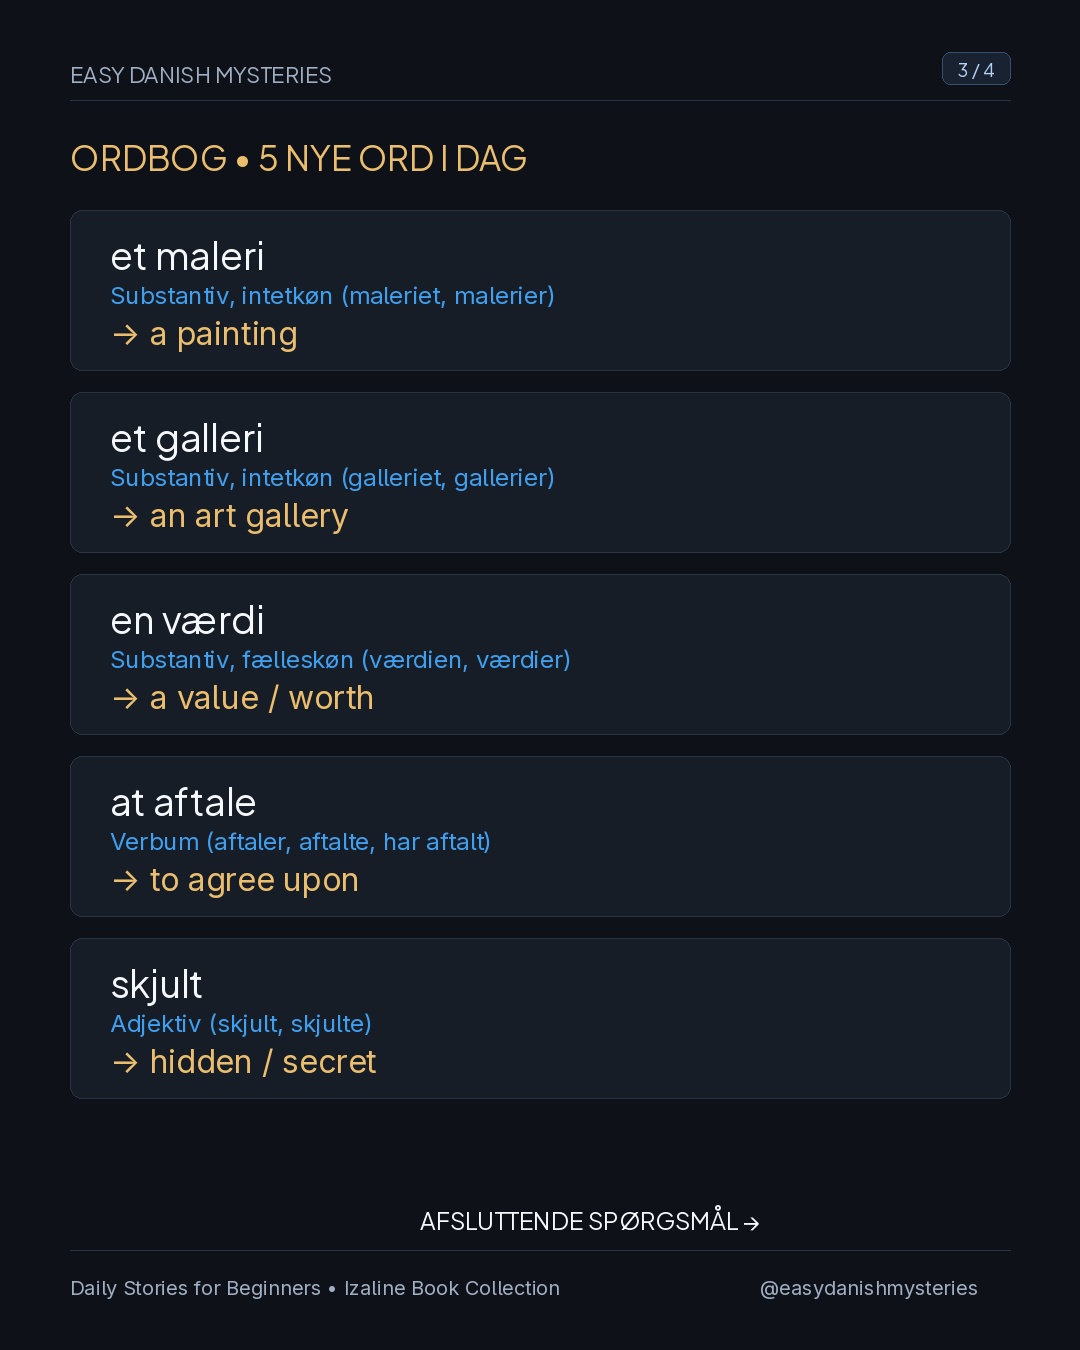 EASY DANISH MYSTERIES
3 / 4
ORDBOG • 5 NYE ORD I DAG
et maleri
Substantiv, intetkøn (maleriet, malerier)
→ a painting
et galleri
Substantiv, intetkøn (galleriet, gallerier)
→ an art gallery
en værdi
Substantiv, fælleskøn (værdien, værdier)
→ a value / worth
at aftale
Verbum (aftaler, aftalte, har aftalt)
→ to agree upon
skjult
Adjektiv (skjult, skjulte)
→ hidden / secret
AFSLUTTENDE SPØRGSMÅL →
Daily Stories for Beginners • Izaline Book Collection
@easydanishmysteries